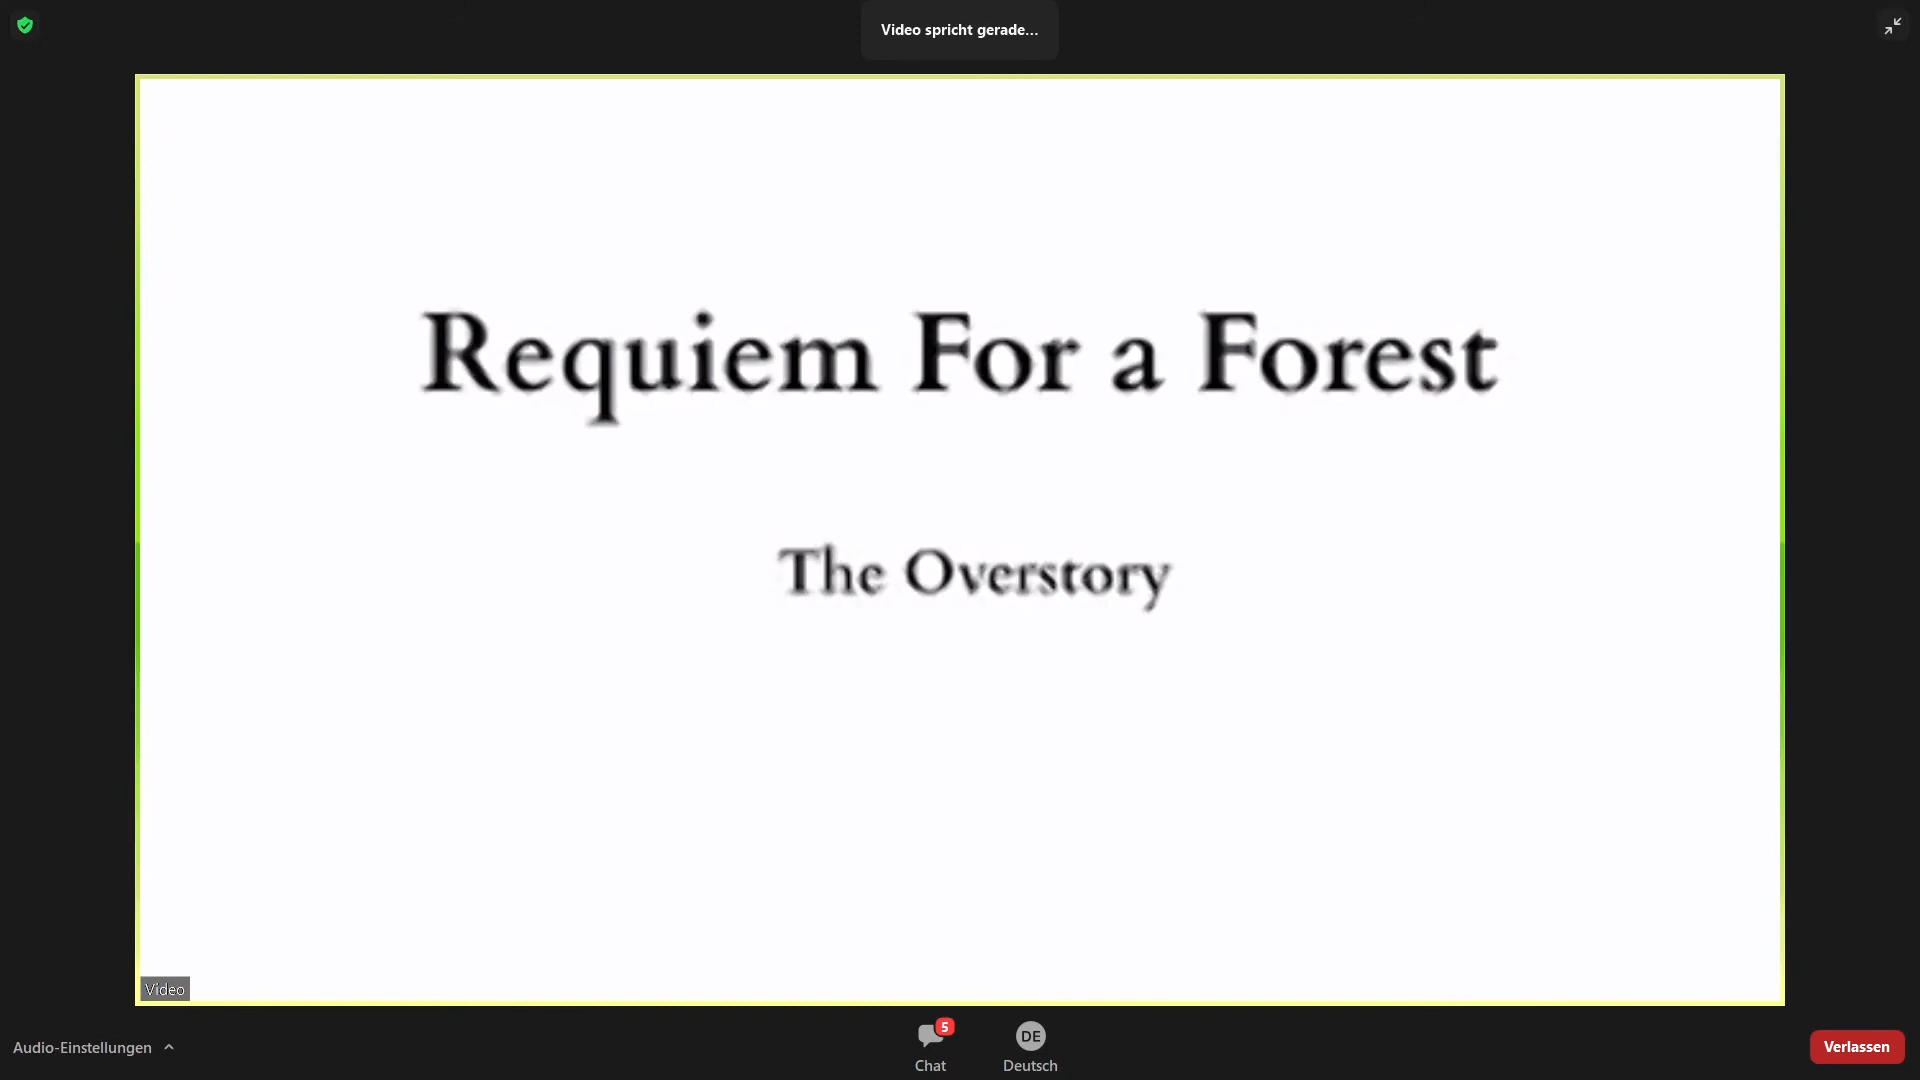 Video spricht gerade...
Requiem For a Forest
The Overstory
Video
Audio-Einstellungen
5
Chat
DE
Deutsch
Verlassen